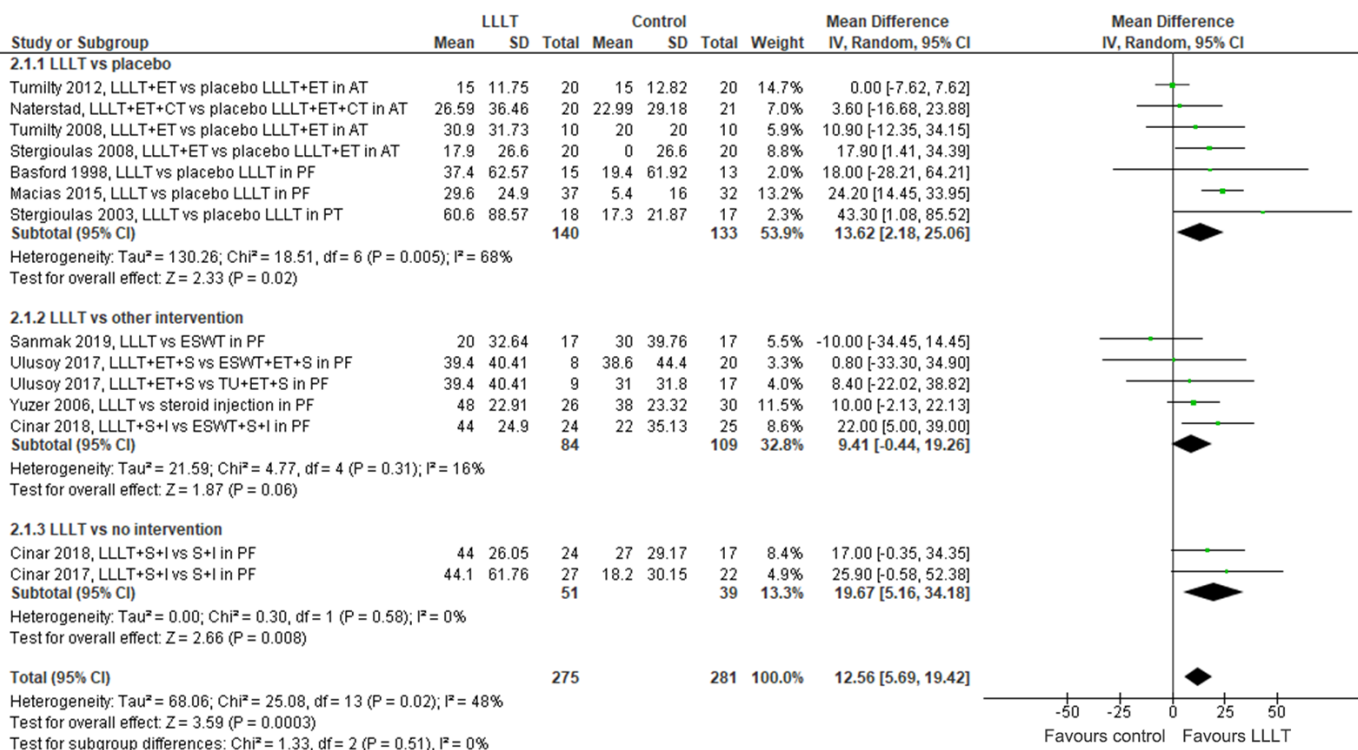 LLLT Control Mean Difference Mean Difference
Study or Subgroup Mean SD Total Mean SD Total Weight IV, Random, 95% CI IV, Random, 95% CI
2.1.1 LLLT vs placebo
Tumilty 2012, LLLT+ET vs placebo LLLT+ET in AT 15 11.75 20 15 12.82 20 14.7% 0.00 [-7.62, 7.62]
Naterstad, LLLT+ET+CT vs placebo LLLT+ET+CT in AT 26.59 36.46 20 22.99 29.18 21 7.0% 3.60 [-16.68, 23.88]
Tumilty 2008, LLLT+ET vs placebo LLLT+ET in AT 30.9 31.73 10 20 20 10 5.9% 10.90 [-12.35, 34.15]
Stergioulas 2008, LLLT+ET vs placebo LLLT+ET in AT 17.9 26.6 20 0 26.6 20 8.8% 17.90 [1.41, 34.39]
Basford 1998, LLLT vs placebo LLLT in PF 37.4 62.57 15 19.4 61.92 13 2.0% 18.00 [-28.21, 64.21]
Macias 2015, LLLT vs placebo LLLT in PF 29.6 24.9 37 5.4 16 32 13.2% 24.20 [14.45, 33.95]
Stergioulas 2003, LLLT vs placebo LLLT in PT 60.6 88.57 18 17.3 21.87 17 2.3% 43.30 [1.08, 85.52]
Subtotal (95% CI) 140 133 53.9% 13.62 [2.18, 25.06]
Heterogeneity: Tau² = 130.26; Chi² = 18.51, df = 6 (P = 0.005); I² = 68%
Test for overall effect: Z = 2.33 (P = 0.02)
2.1.2 LLLT vs other intervention
Sanmak 2019, LLLT vs ESWT in PF 20 32.64 17 30 39.76 17 5.5% -10.00 [-34.45, 14.45]
Ulusoy 2017, LLLT+ET+S vs ESWT+ET+S in PF 39.4 40.41 8 38.6 44.4 20 3.3% 0.80 [-33.30, 34.90]
Ulusoy 2017, LLLT+ET+S vs TU+ET+S in PF 39.4 40.41 9 31 31.8 17 4.0% 8.40 [-22.02, 38.82]
Yuzer 2006, LLLT vs steroid injection in PF 48 22.91 26 38 23.32 30 11.5% 10.00 [-2.13, 22.13]
Cinar 2018, LLLT+S+I vs ESWT+S+I in PF 44 24.9 24 22 35.13 25 8.6% 22.00 [5.00, 39.00]
Subtotal (95% CI) 84 109 32.8% 9.41 [-0.44, 19.26]
Heterogeneity: Tau² = 21.59; Chi² = 4.77, df = 4 (P = 0.31); I² = 16%
Test for overall effect: Z = 1.87 (P = 0.06)
2.1.3 LLLT vs no intervention
Cinar 2018, LLLT+S+I vs S+I in PF 44 26.05 24 27 29.17 17 8.4% 17.00 [-0.35, 34.35]
Cinar 2017, LLLT+S+I vs S+I in PF 44.1 61.76 27 18.2 30.15 22 4.9% 25.90 [-0.58, 52.38]
Subtotal (95% CI) 51 39 13.3% 19.67 [5.16, 34.18]
Heterogeneity: Tau² = 0.00; Chi² = 0.30, df = 1 (P = 0.58); I² = 0%
Test for overall effect: Z = 2.66 (P = 0.008)
Total (95% CI) 275 281 100.0% 12.56 [5.69, 19.42]
Heterogeneity: Tau² = 68.06; Chi² = 25.08, df = 13 (P = 0.02); I² = 48%
Test for overall effect: Z = 3.59 (P = 0.0003)
Test for subgroup differences: Chi² = 1.33, df = 2 (P = 0.51), I² = 0%
-50 -25 0 25 50
Favours control Favours LLLT